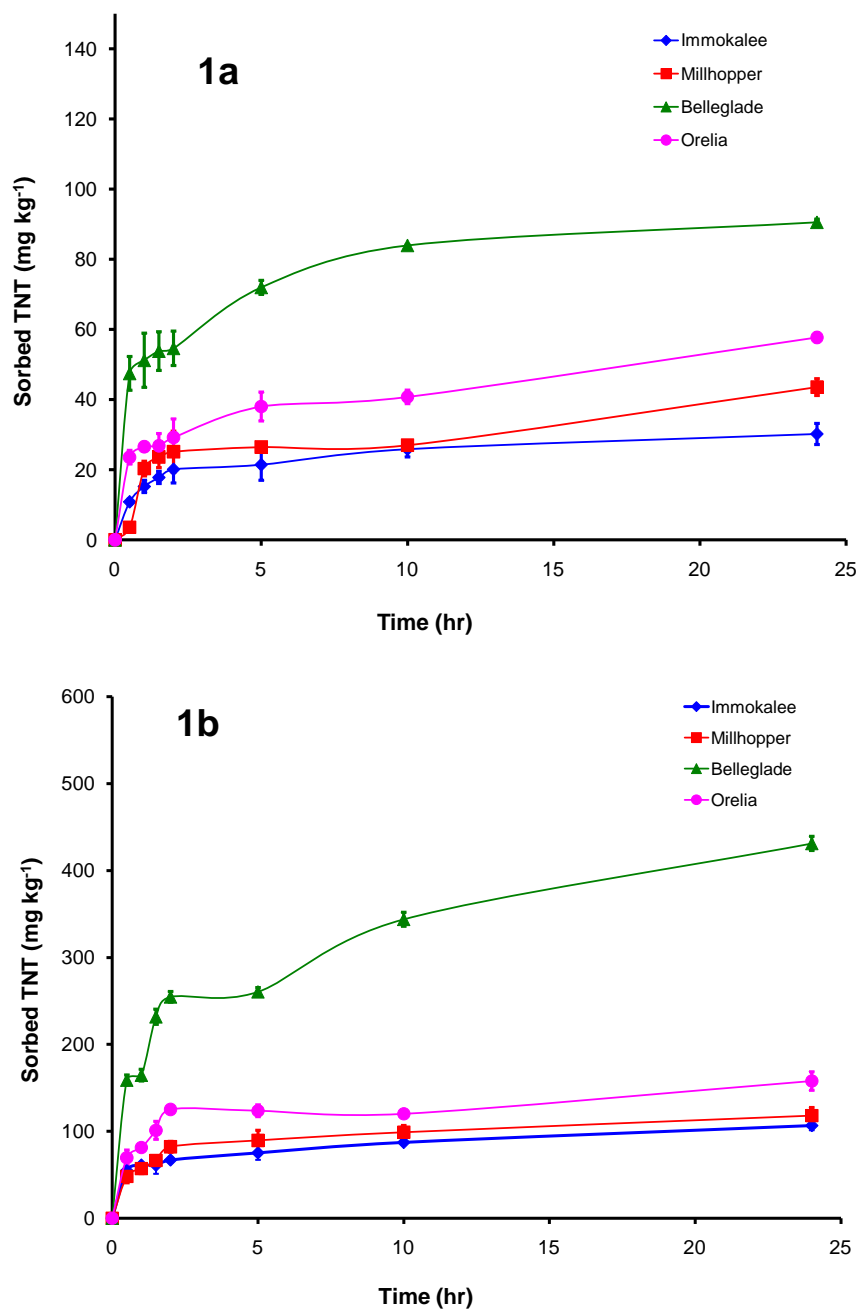 1a
Immokalee
Millhopper
Belleglade
Orelia
Sorbed TNT (mg kg⁻¹)
140
120
100
80
60
40
20
0
0 5 10 15 20 25
Time (hr)
1b
Immokalee
Millhopper
Belleglade
Orelia
Sorbed TNT (mg kg⁻¹)
600
500
400
300
200
100
0
0 5 10 15 20 25
Time (hr)